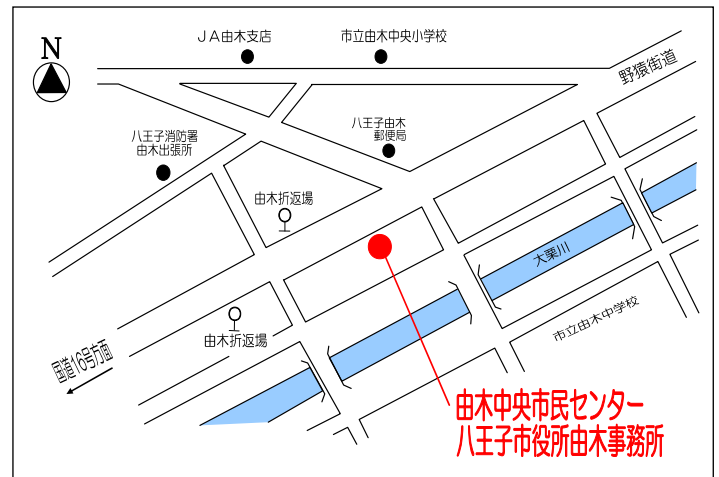 N
JA由木支店
市立由木中央小学校
野猿街道
八王子消防署
由木出張所
八王子由木
郵便局
由木折返場
大栗川
由木折返場
市立由木中学校
国道16号方面
由木中央市民センター
八王子市役所由木事務所